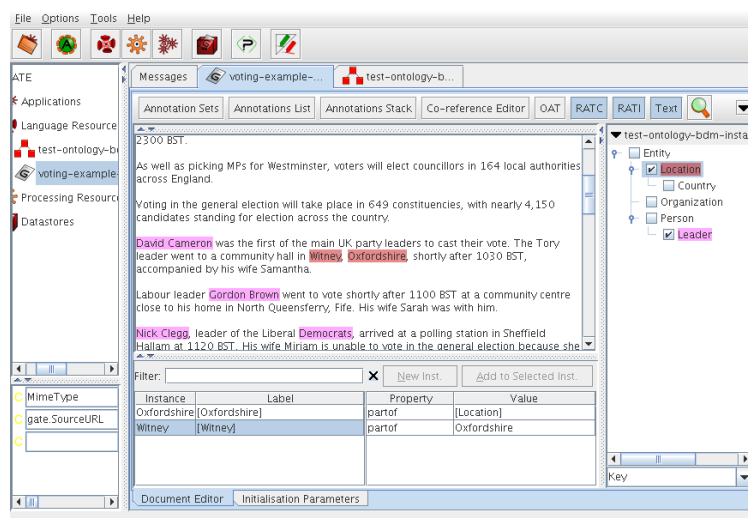 File Options Tools Help
ATE
Applications
Language Resource
test-ontology-b
voting-example-
Processing Resourc
Datastores
MimeType
gate.SourceURL
C
C
C
Messages voting-example-... test-ontology-b...
Annotation Sets Annotations List Annotations Stack Co-reference Editor OAT RATC RATI Text
2300 BST.
As well as picking MPs for Westminster, voters will elect councillors in 164 local authorities
across England.
Voting in the general election will take place in 649 constituencies, with nearly 4,150
candidates standing for election across the country.
David Cameron was the first of the main UK party leaders to cast their vote. The Tory
leader went to a community hall in Witney, Oxfordshire, shortly after 1030 BST,
accompanied by his wife Samantha.
Labour leader Gordon Brown went to vote shortly after 1100 BST at a community centre
close to his home in North Queensferry, Fife. His wife Sarah was with him.
Nick Clegg, leader of the Liberal Democrats, arrived at a polling station in Sheffield
Hallam at 1120 BST. His wife Miriam is unable to vote in the general election because she
Filter: New Inst. Add to Selected Inst.
Instance Label Property Value
Oxfordshire [Oxfordshire] partof [Location]
Witney [Witney] partof Oxfordshire
Document Editor Initialisation Parameters
test-ontology-bdm-insta
Entity
Location
Country
Organization
Person
Leader
Key